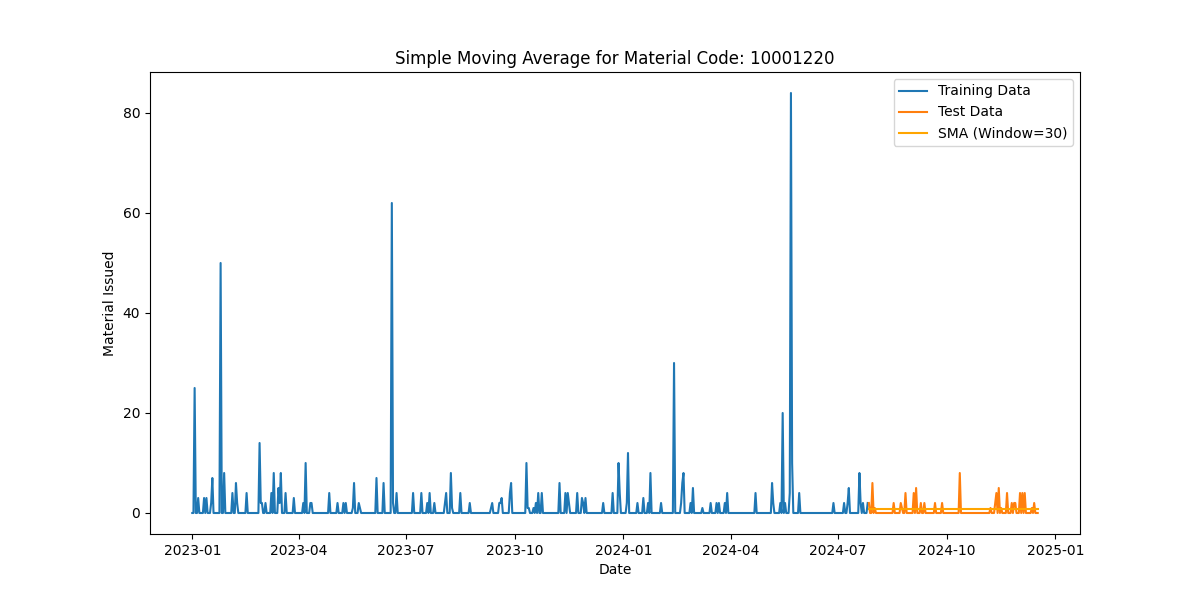 Simple Moving Average for Material Code: 10001220
Training Data
Test Data
SMA (Window=30)
80
60
40
20
0
Material Issued
2023-01 2023-04 2023-07 2023-10 2024-01 2024-04 2024-07 2024-10 2025-01
Date